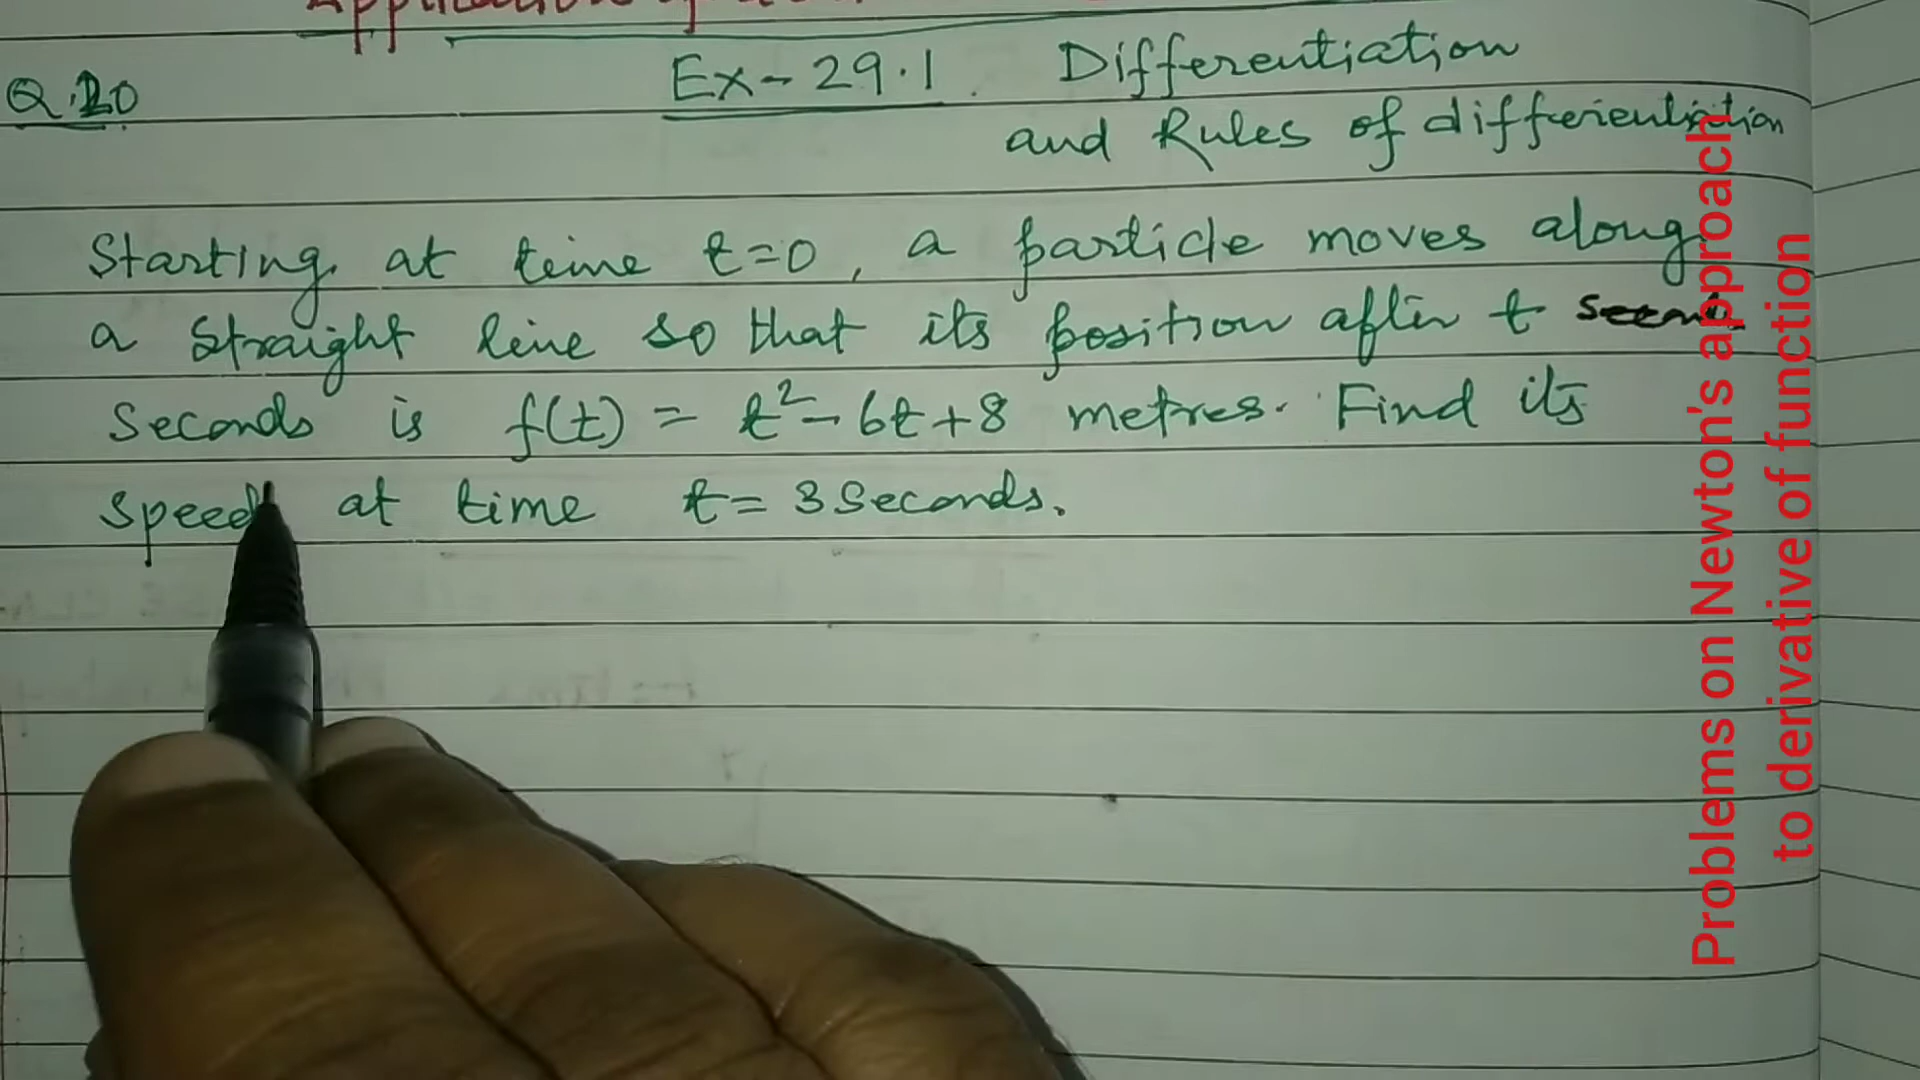 Application of
Q.20
Ex-29.1 Differentiation
and Rules of differentiation
Starting at time t=0, a particle moves along
a straight line so that its position after t
Seconds is f(t) = t²-6t+8 metres. Find its
speed at time t= 3 Seconds.
Problems on Newton's approach
to derivative of function